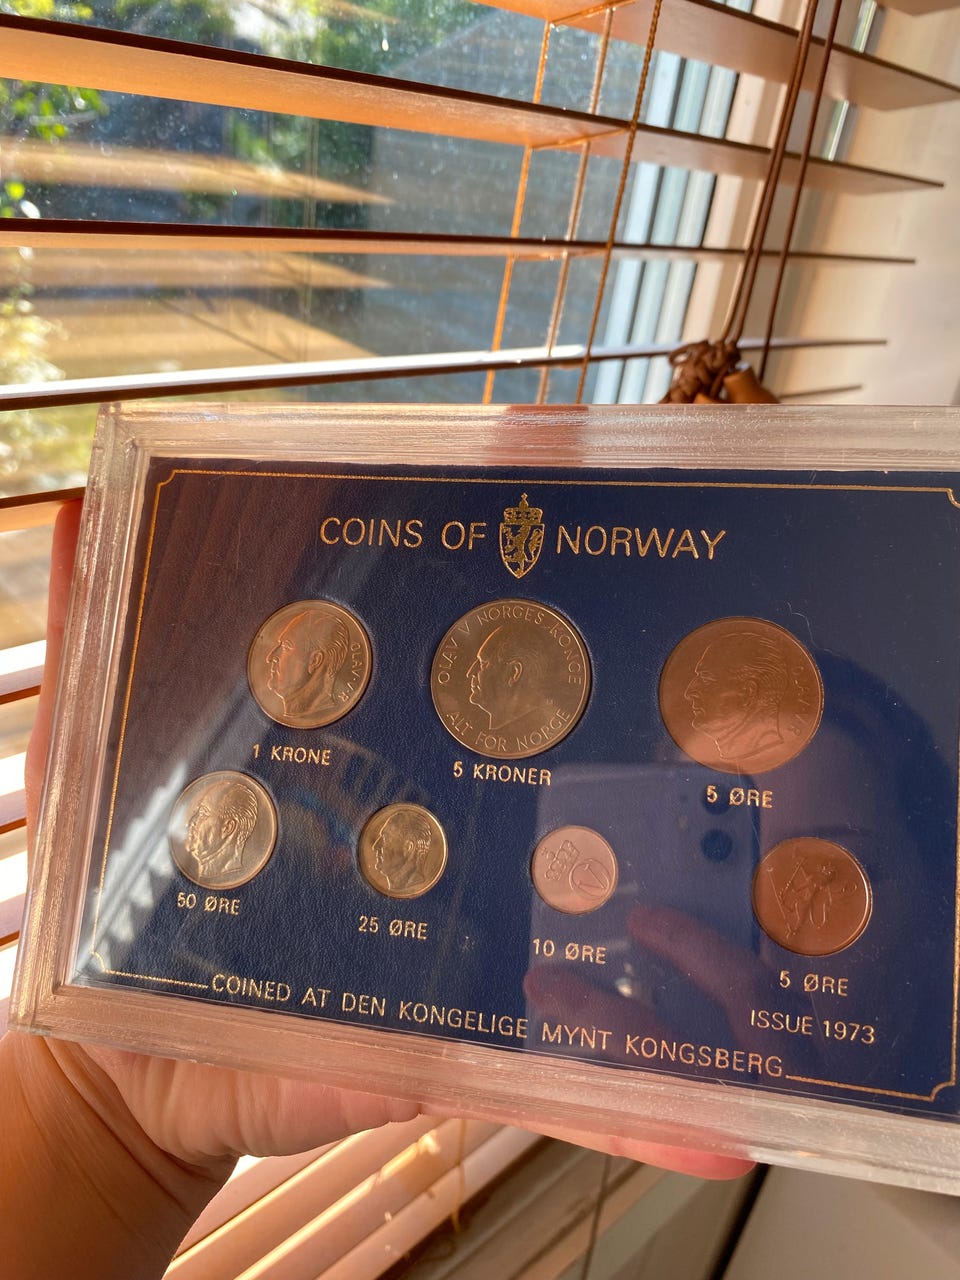 COINS OF NORWAY
OLAV·V·R
OLAV V NORGES KONGE
ALT FOR NORGE
OLAV·V·R
1 KRONE
5 KRONER
5 ØRE
50 ØRE
25 ØRE
10 ØRE
5 ØRE
ISSUE 1973
COINED AT DEN KONGELIGE MYNT KONGSBERG